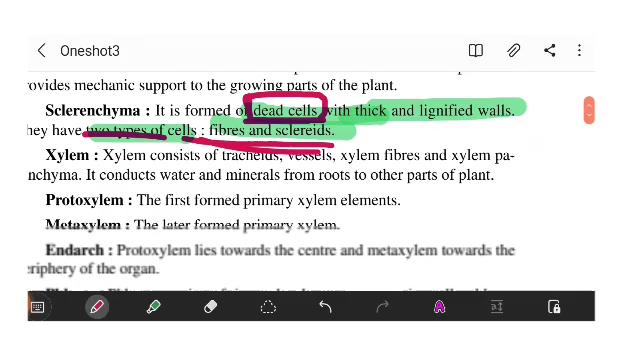 Oneshot3
rovides mechanic support to the growing parts of the plant.
Sclerenchyma : It is formed of dead cells with thick and lignified walls.
hey have two types of cells : fibres and sclereids.
Xylem : Xylem consists of tracheids, vessels, xylem fibres and xylem pa-
nchyma. It conducts water and minerals from roots to other parts of plant.
Protoxylem : The first formed primary xylem elements.
Metaxylem : The later formed primary xylem.
Endarch : Protoxylem lies towards the centre and metaxylem towards the
eriphery of the organ.